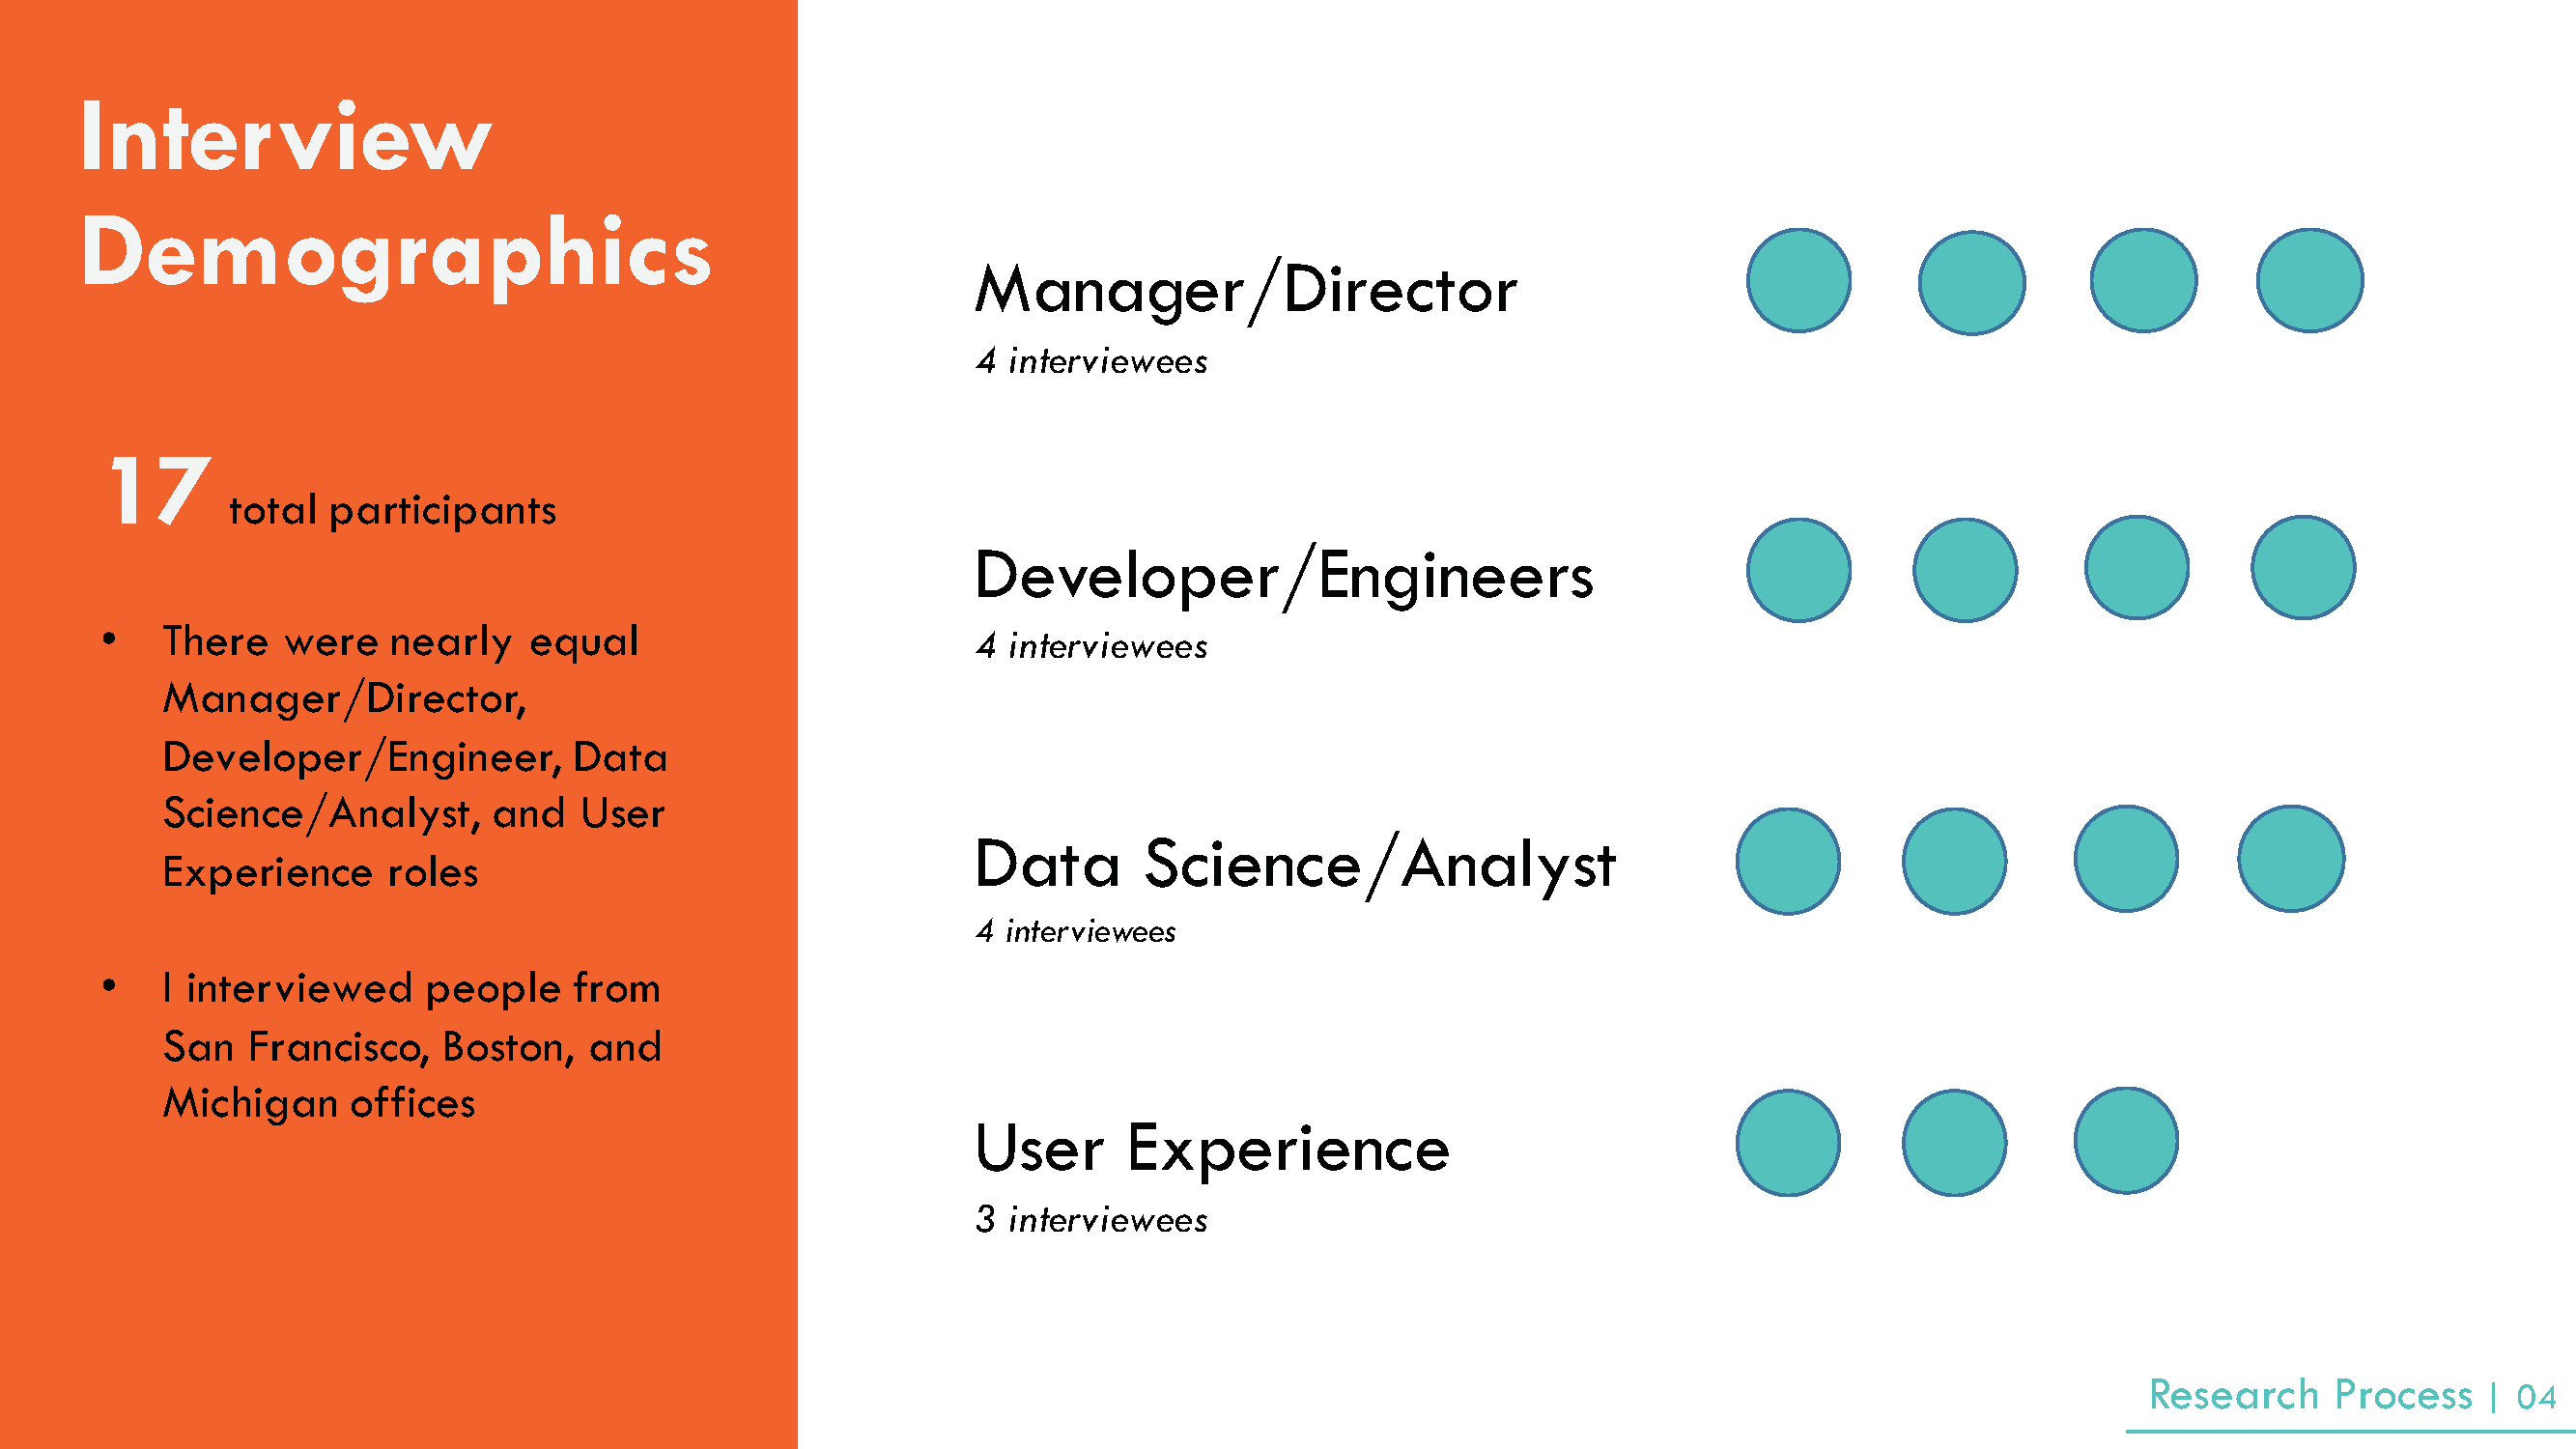 Interview
Demographics
17 total participants
• There were nearly equal
Manager/Director,
Developer/Engineer, Data
Science/Analyst, and User
Experience roles
• I interviewed people from
San Francisco, Boston, and
Michigan offices
Manager/Director
4 interviewees
Developer/Engineers
4 interviewees
Data Science/Analyst
4 interviewees
User Experience
3 interviewees
Research Process | 04